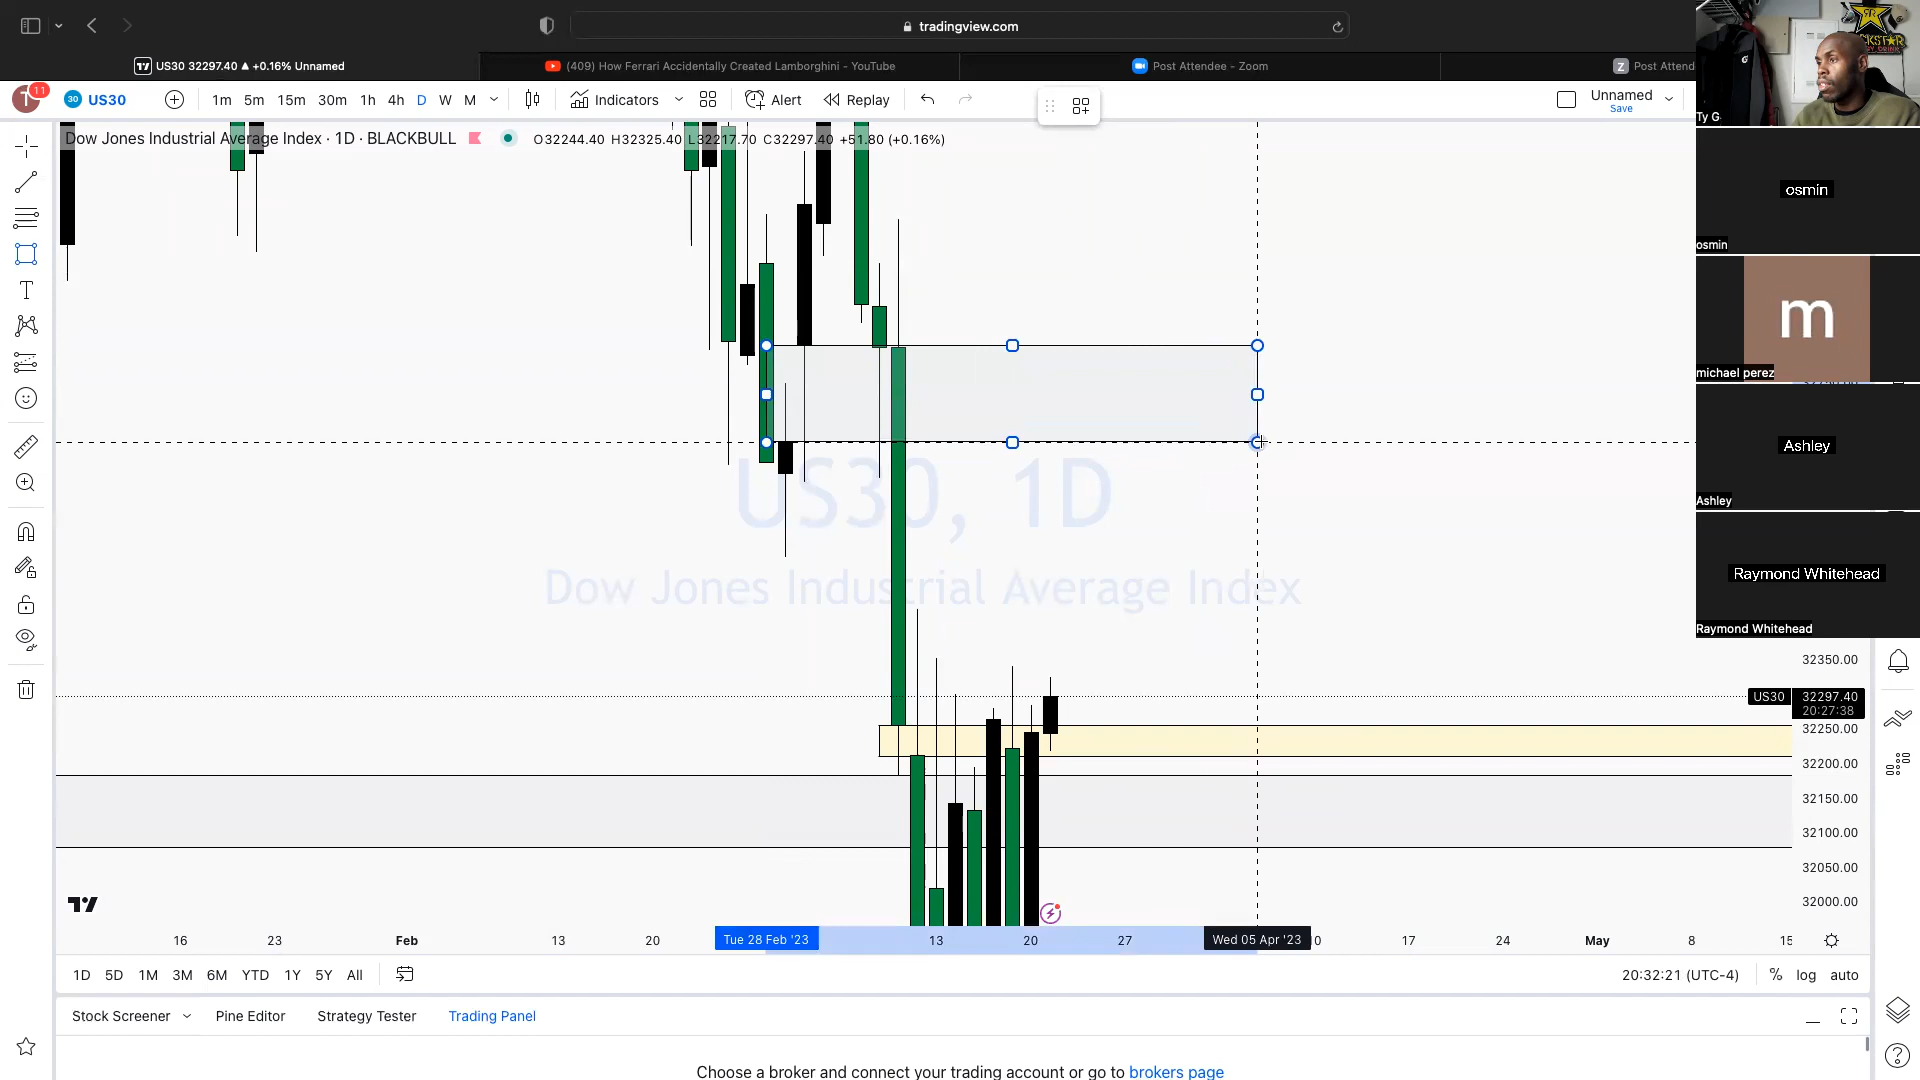 tradingview.com
US30 32297.40 ▲ +0.16% Unnamed
(409) How Ferrari Accidentally Created Lamborghini - YouTube
Post Attendee - Zoom
Z Post Attend
T 11
30 US30
1m 5m 15m 30m 1h 4h D W M
Indicators
Alert
Replay
Unnamed
Save
Dow Jones Industrial Average Index · 1D · BLACKBULL
O32244.40 H32325.40 L32217.70 C32297.40 +51.80 (+0.16%)
US30, 1D
Dow Jones Industrial Average Index
Ty G
osmin
osmin
m
michael perez
Ashley
Ashley
Raymond Whitehead
Raymond Whitehead
32350.00
US30 32297.40
20:27:38
32250.00
32200.00
32150.00
32100.00
32050.00
32000.00
16 23 Feb 13 20 Tue 28 Feb '23 13 20 27 Wed 05 Apr '23 10 17 24 May 8 15
1D 5D 1M 3M 6M YTD 1Y 5Y All
20:32:21 (UTC-4) % log auto
Stock Screener Pine Editor Strategy Tester Trading Panel
Choose a broker and connect your trading account or go to brokers page